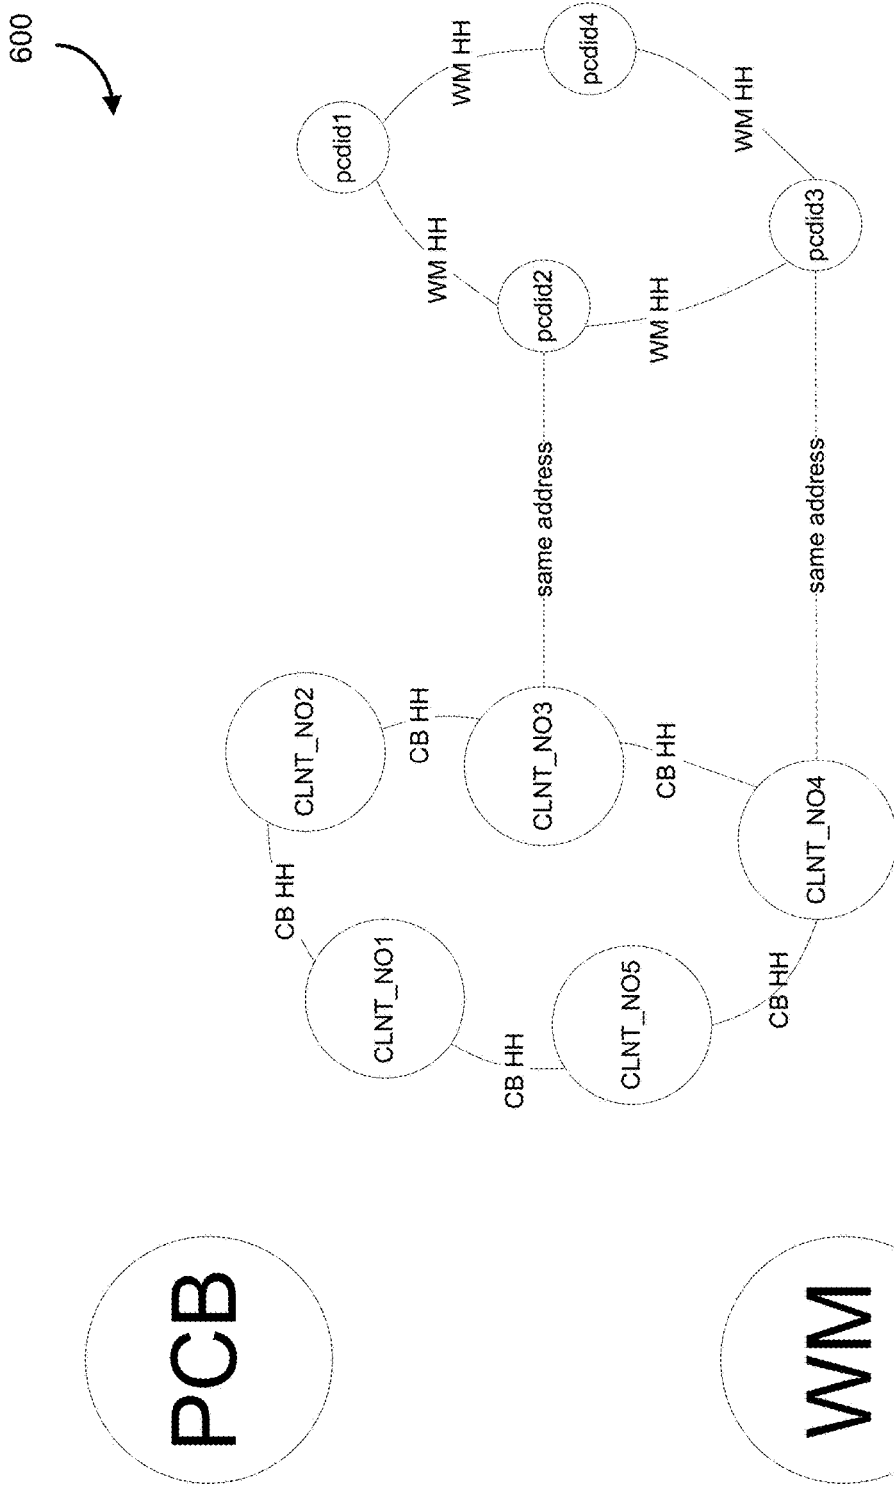 600
PCB
WM
CLNT_NO1
CB HH
CLNT_NO2
CB HH
CLNT_NO3
CB HH
CLNT_NO4
CB HH
CLNT_NO5
CB HH
same address
same address
pcdid1
WM HH
pcdid2
WM HH
pcdid3
WM HH
pcdid4
WM HH